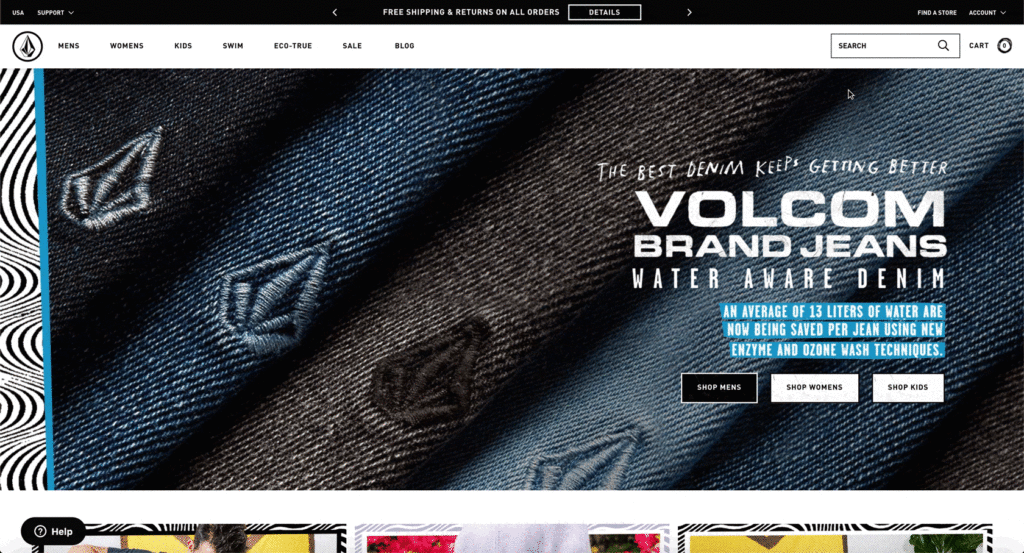 USA SUPPORT FREE SHIPPING & RETURNS ON ALL ORDERS DETAILS FIND A STORE ACCOUNT
MENS WOMENS KIDS SWIM ECO-TRUE SALE BLOG SEARCH CART 0
THE BEST DENIM KEEPS GETTING BETTER
VOLCOM
BRAND JEANS
WATER AWARE DENIM
AN AVERAGE OF 13 LITERS OF WATER ARE
NOW BEING SAVED PER JEAN USING NEW
ENZYME AND OZONE WASH TECHNIQUES.
SHOP MENS SHOP WOMENS SHOP KIDS
? Help